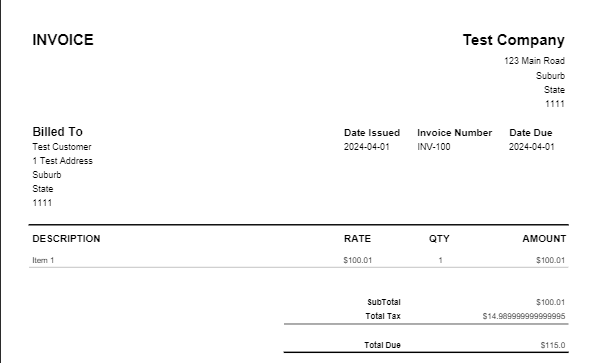 INVOICE
Test Company
123 Main Road
Suburb
State
1111
Billed To
Test Customer
1 Test Address
Suburb
State
1111
Date Issued
2024-04-01
Invoice Number
INV-100
Date Due
2024-04-01
DESCRIPTION RATE QTY AMOUNT
Item 1 $100.01 1 $100.01
SubTotal $100.01
Total Tax $14.989999999999995
Total Due $115.0